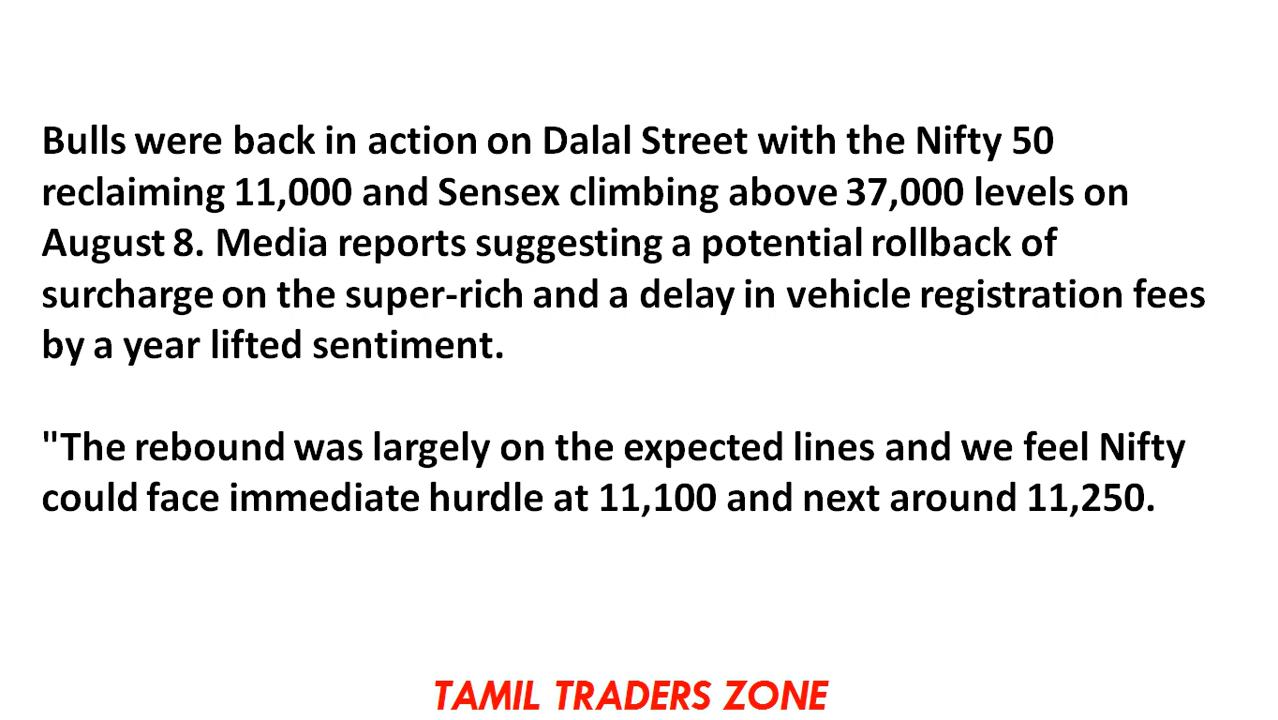 Bulls were back in action on Dalal Street with the Nifty 50
reclaiming 11,000 and Sensex climbing above 37,000 levels on
August 8. Media reports suggesting a potential rollback of
surcharge on the super-rich and a delay in vehicle registration fees
by a year lifted sentiment.
"The rebound was largely on the expected lines and we feel Nifty
could face immediate hurdle at 11,100 and next around 11,250.
TAMIL TRADERS ZONE